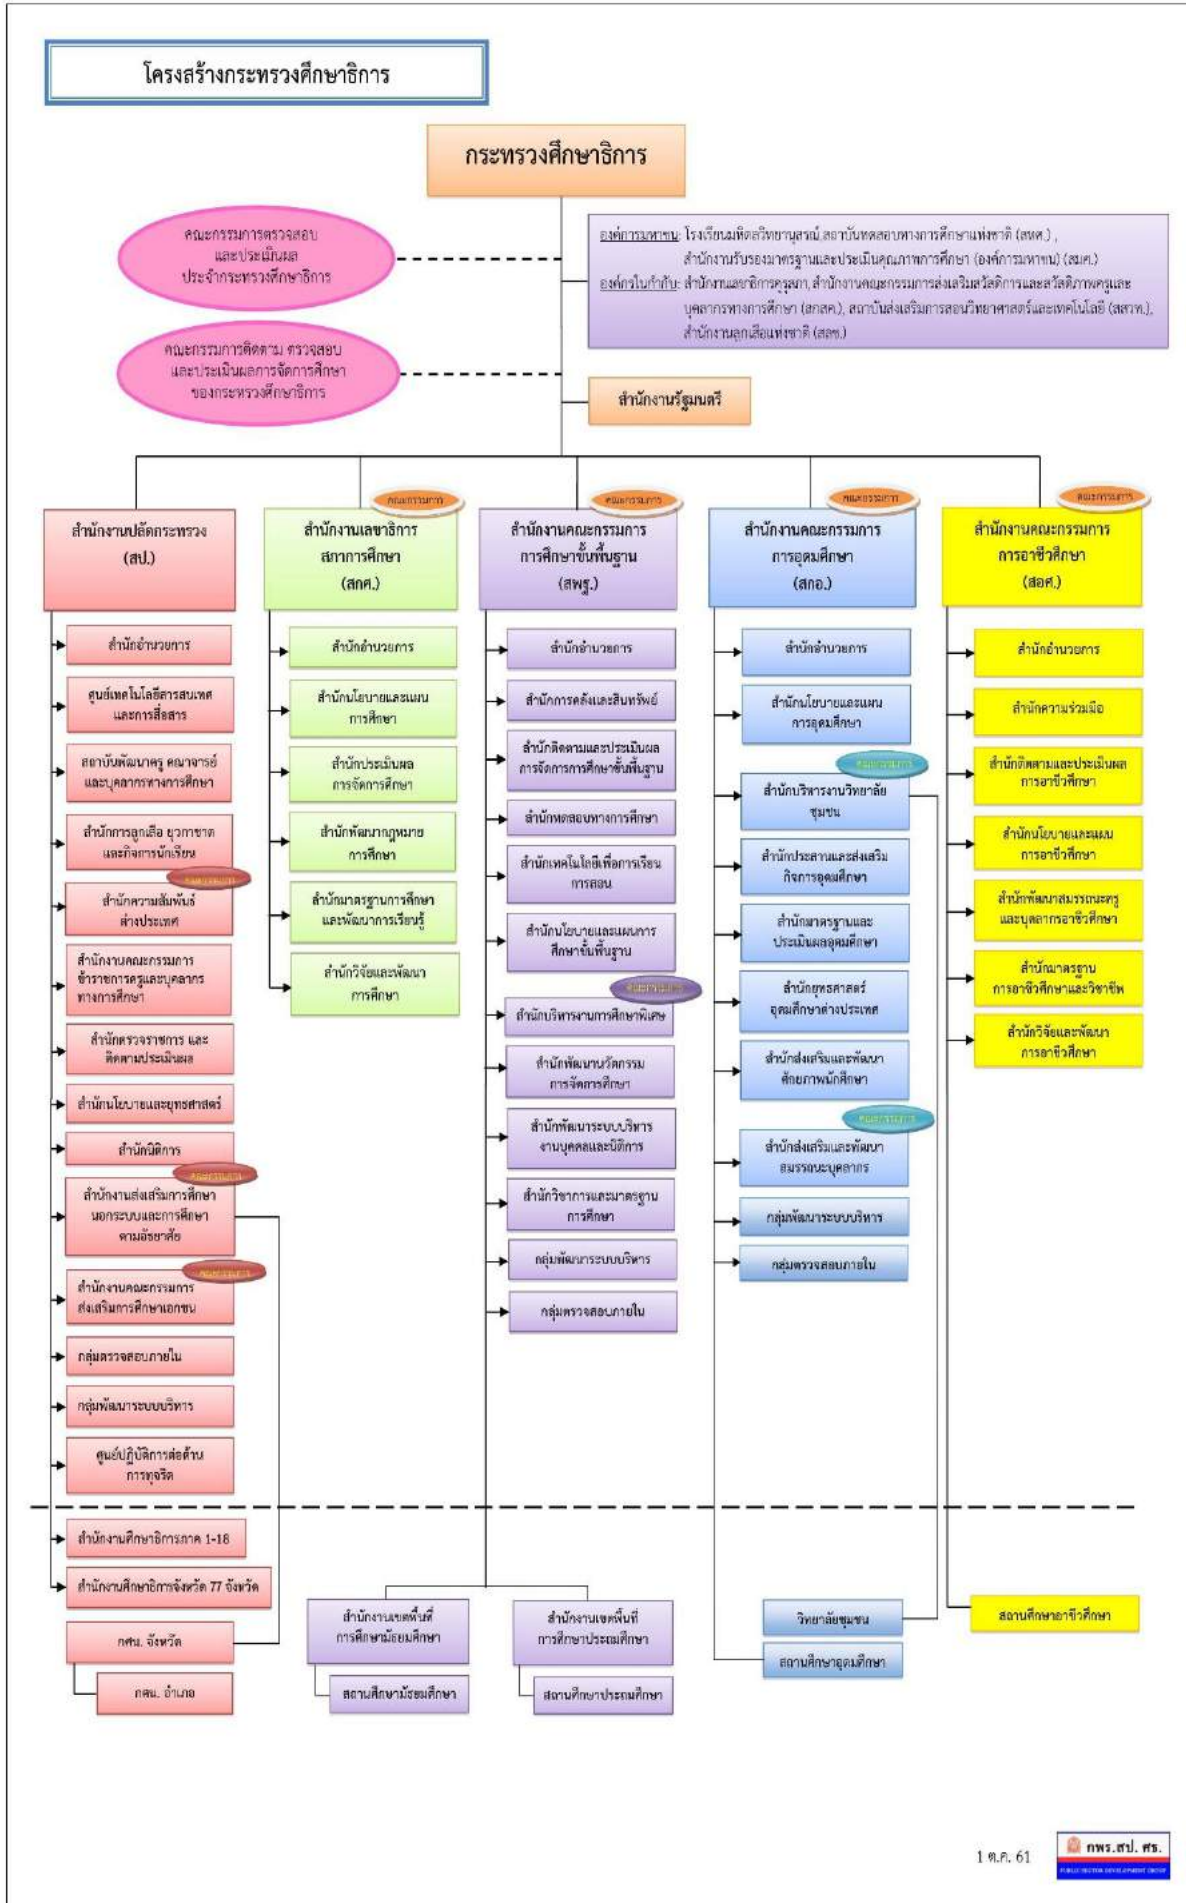 โครงสร้างกระทรวงศึกษาธิการ
กระทรวงศึกษาธิการ
คณะกรรมการตรวจสอบ
และประเมินผล
ประจำกระทรวงศึกษาธิการ
องค์การมหาชน: โรงเรียนมหิดลวิทยานุสรณ์,สถาบันทดสอบทางการศึกษาแห่งชาติ (สทศ.) ,
สำนักงานรับรองมาตรฐานและประเมินคุณภาพการศึกษา (องค์การมหาชน) (สมศ.)
องค์กรในกำกับ: สำนักงานเลขาธิการคุรุสภา, สำนักงานคณะกรรมการส่งเสริมสวัสดิการและสวัสดิภาพครูและ
บุคลากรทางการศึกษา (สกสค.), สถาบันส่งเสริมการสอนวิทยาศาสตร์และเทคโนโลยี (สสวท.),
สำนักงานลูกเสือแห่งชาติ (สลช.)
คณะกรรมการติดตาม ตรวจสอบ
และประเมินผลการจัดการศึกษา
ของกระทรวงศึกษาธิการ
สำนักงานรัฐมนตรี
สำนักงานปลัดกระทรวง
(สป.)
สำนักอำนวยการ
ศูนย์เทคโนโลยีสารสนเทศ
และการสื่อสาร
สถาบันพัฒนาครู คณาจารย์
และบุคลากรทางการศึกษา
สำนักการลูกเสือ ยุวกาชาด
และกิจการนักเรียน
คณะกรรมการ
สำนักความสัมพันธ์
ต่างประเทศ
สำนักงานคณะกรรมการ
ข้าราชการครูและบุคลากร
ทางการศึกษา
สำนักตรวจราชการ และ
ติดตามประเมินผล
สำนักนโยบายและยุทธศาสตร์
สำนักนิติการ
คณะกรรมการ
สำนักงานส่งเสริมการศึกษา
นอกระบบและการศึกษา
ตามอัธยาศัย
คณะกรรมการ
สำนักงานคณะกรรมการ
ส่งเสริมการศึกษาเอกชน
กลุ่มตรวจสอบภายใน
กลุ่มพัฒนาระบบบริหาร
ศูนย์ปฏิบัติการต่อต้าน
การทุจริต
สำนักงานศึกษาธิการภาค 1-18
สำนักงานศึกษาธิการจังหวัด 77 จังหวัด
กศน. จังหวัด
กศน. อำเภอ
คณะกรรมการ
สำนักงานเลขาธิการ
สภาการศึกษา
(สกศ.)
สำนักอำนวยการ
สำนักนโยบายและแผน
การศึกษา
สำนักประเมินผล
การจัดการศึกษา
สำนักพัฒนากฎหมาย
การศึกษา
สำนักมาตรฐานการศึกษา
และพัฒนาการเรียนรู้
สำนักวิจัยและพัฒนา
การศึกษา
คณะกรรมการ
สำนักงานคณะกรรมการ
การศึกษาขั้นพื้นฐาน
(สพฐ.)
สำนักอำนวยการ
สำนักการคลังและสินทรัพย์
สำนักติดตามและประเมินผล
การจัดการการศึกษาขั้นพื้นฐาน
สำนักทดสอบทางการศึกษา
สำนักเทคโนโลยีเพื่อการเรียน
การสอน
สำนักนโยบายและแผนการ
ศึกษาขั้นพื้นฐาน
คณะกรรมการ
สำนักบริหารงานการศึกษาพิเศษ
สำนักพัฒนานวัตกรรม
การจัดการศึกษา
สำนักพัฒนาระบบบริหาร
งานบุคคลและนิติการ
สำนักวิชาการและมาตรฐาน
การศึกษา
กลุ่มพัฒนาระบบบริหาร
กลุ่มตรวจสอบภายใน
สำนักงานเขตพื้นที่
การศึกษามัธยมศึกษา
สถานศึกษามัธยมศึกษา
สำนักงานเขตพื้นที่
การศึกษาประถมศึกษา
สถานศึกษาประถมศึกษา
คณะกรรมการ
สำนักงานคณะกรรมการ
การอุดมศึกษา
(สกอ.)
สำนักอำนวยการ
สำนักนโยบายและแผน
การอุดมศึกษา
คณะกรรมการ
สำนักบริหารงานวิทยาลัย
ชุมชน
สำนักประสานและส่งเสริม
กิจการอุดมศึกษา
สำนักมาตรฐานและ
ประเมินผลอุดมศึกษา
สำนักยุทธศาสตร์
อุดมศึกษาต่างประเทศ
สำนักส่งเสริมและพัฒนา
ศักยภาพนักศึกษา
คณะกรรมการ
สำนักส่งเสริมและพัฒนา
สมรรถนะบุคลากร
กลุ่มพัฒนาระบบบริหาร
กลุ่มตรวจสอบภายใน
วิทยาลัยชุมชน
สถานศึกษาอุดมศึกษา
คณะกรรมการ
สำนักงานคณะกรรมการ
การอาชีวศึกษา
(สอศ.)
สำนักอำนวยการ
สำนักความร่วมมือ
สำนักติดตามและประเมินผล
การอาชีวศึกษา
สำนักนโยบายและแผน
การอาชีวศึกษา
สำนักพัฒนาสมรรถนะครู
และบุคลากรอาชีวศึกษา
สำนักมาตรฐาน
การอาชีวศึกษาและวิชาชีพ
สำนักวิจัยและพัฒนา
การอาชีวศึกษา
สถานศึกษาอาชีวศึกษา
1 ต.ค. 61
กพร.สป. ศธ.
PUBLIC SECTOR DEVELOPMENT GROUP